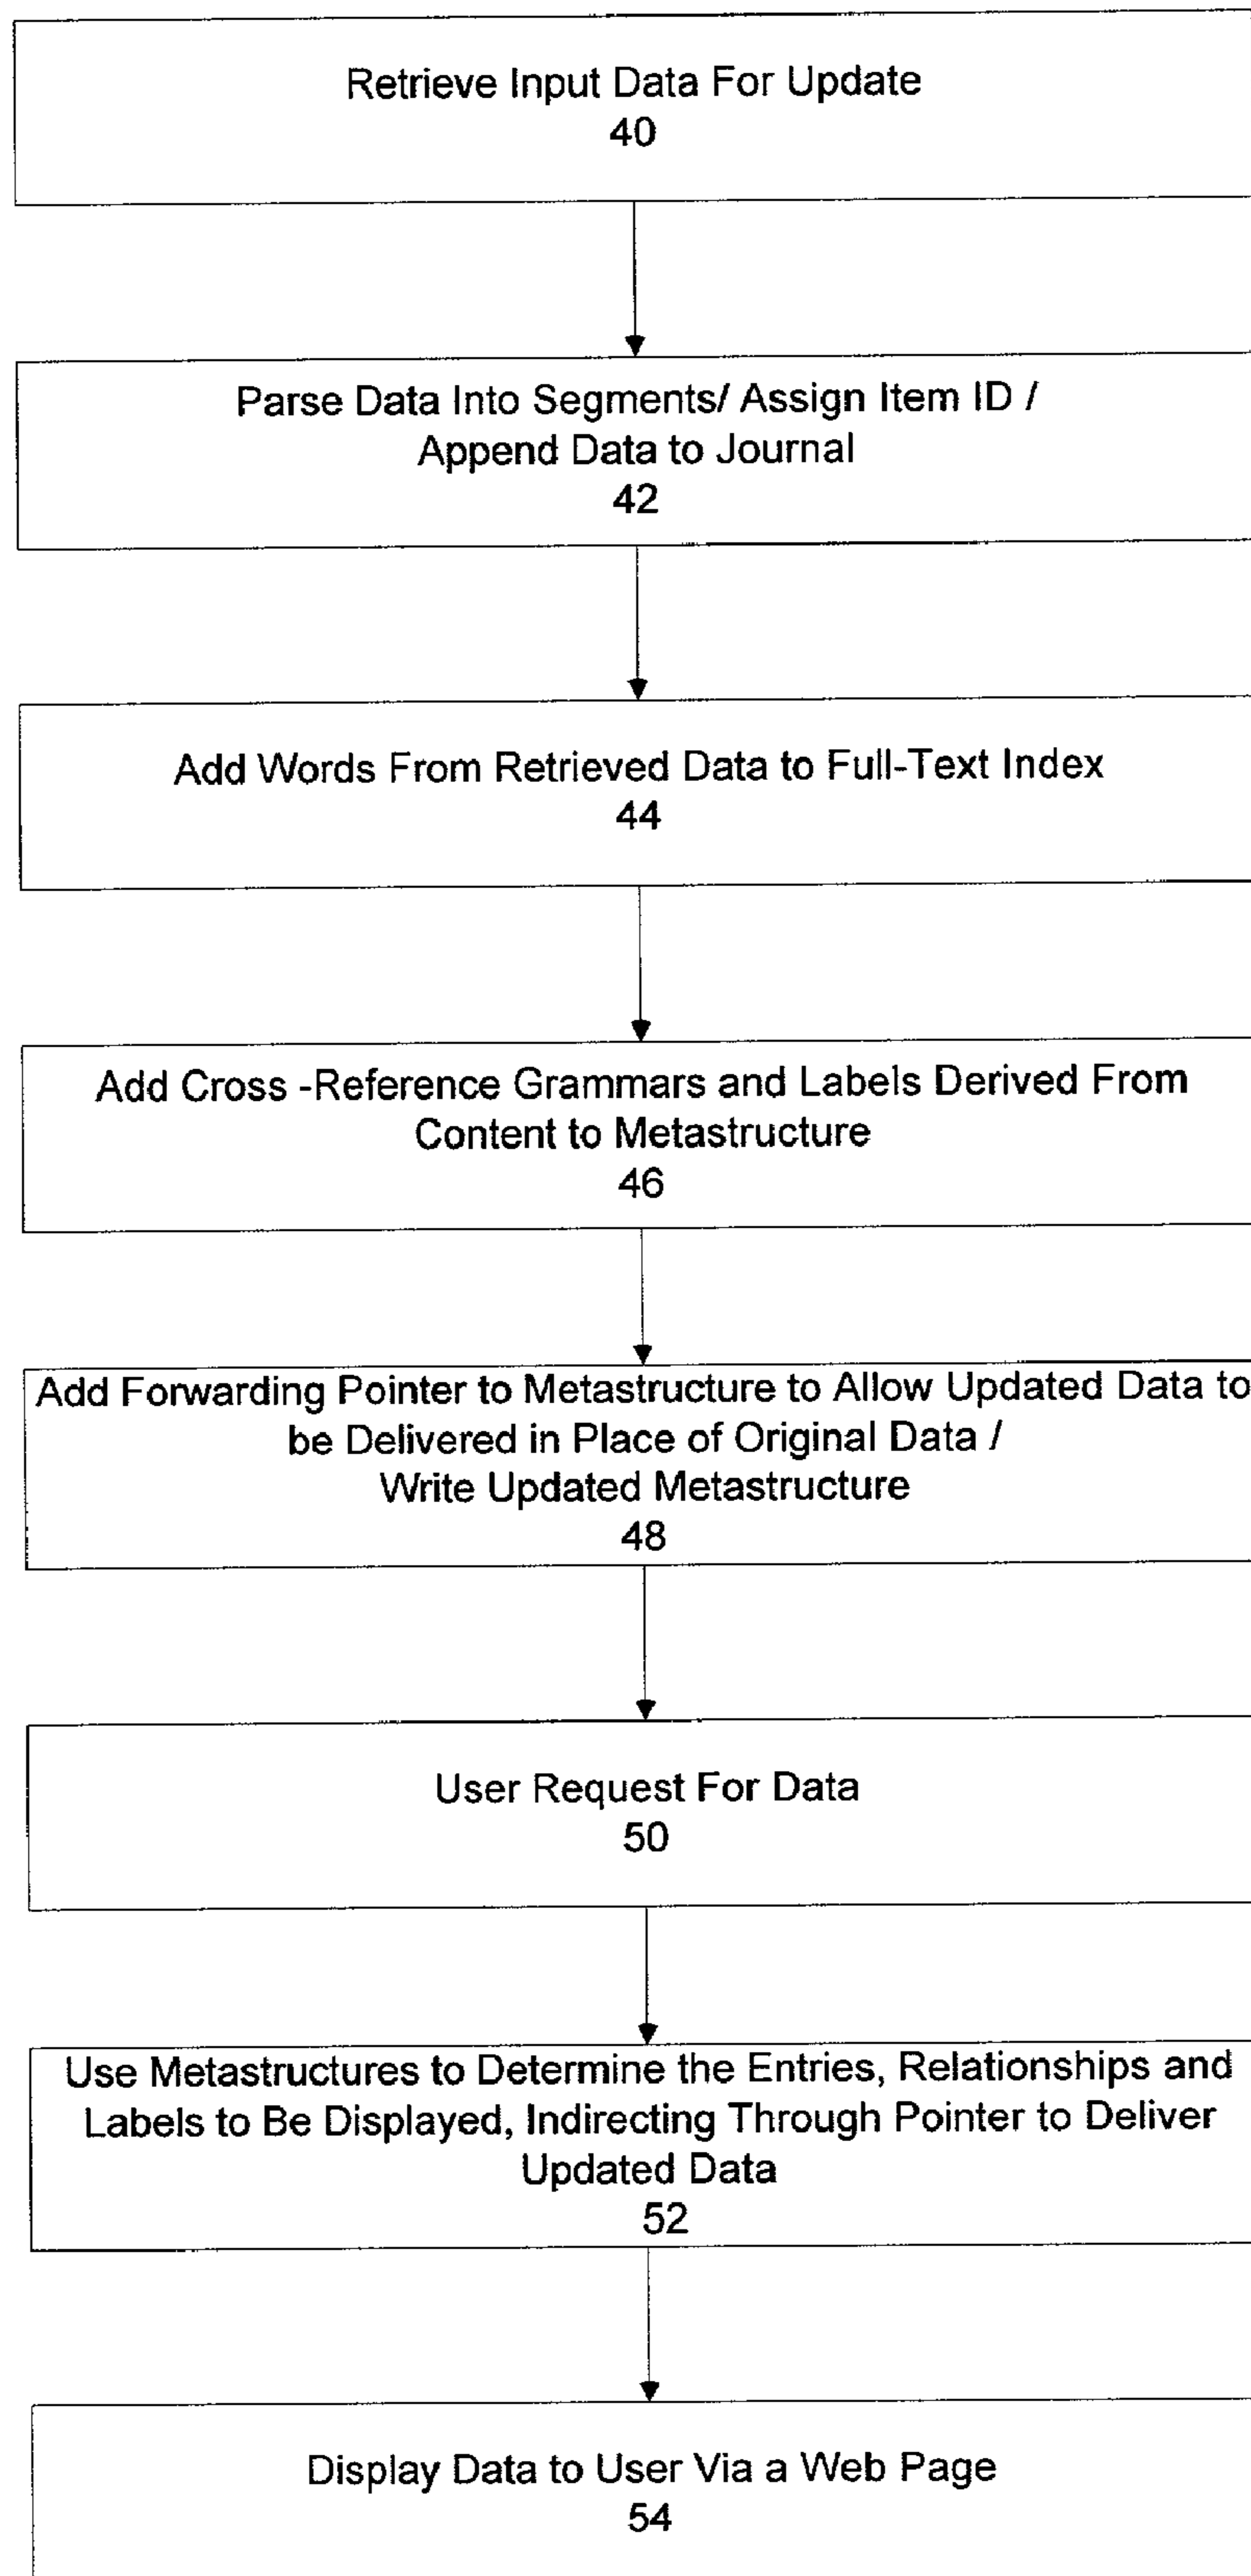 Retrieve Input Data For Update
40
Parse Data Into Segments/ Assign Item ID /
Append Data to Journal
42
Add Words From Retrieved Data to Full-Text Index
44
Add Cross -Reference Grammars and Labels Derived From
Content to Metastructure
46
Add Forwarding Pointer to Metastructure to Allow Updated Data to
be Delivered in Place of Original Data /
Write Updated Metastructure
48
User Request For Data
50
Use Metastructures to Determine the Entries, Relationships and
Labels to Be Displayed, Indirecting Through Pointer to Deliver
Updated Data
52
Display Data to User Via a Web Page
54